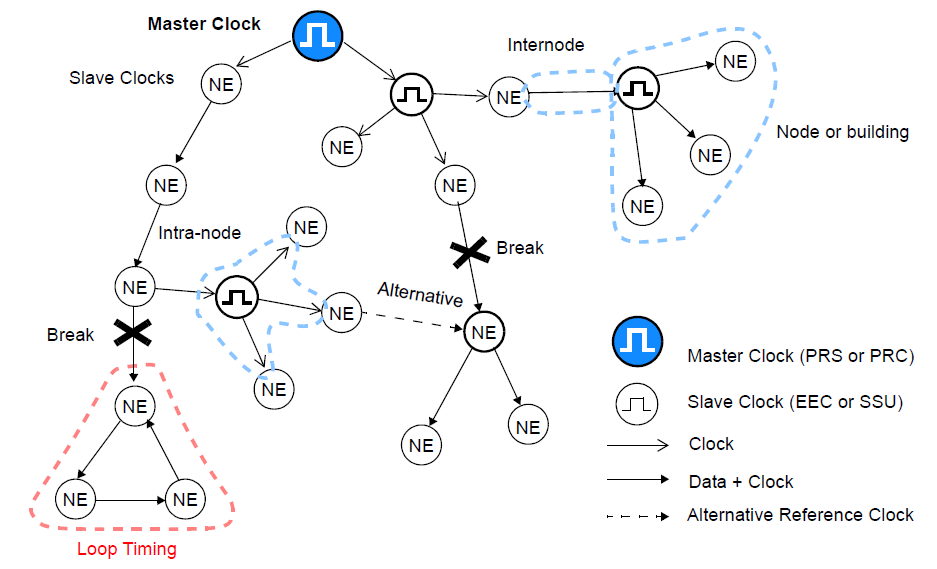 Master Clock
Internode
NE
Slave Clocks
NE
NE
Node or building
NE
NE
NE
NE
NE
Intra-node
NE
NE
Break
NE
Alternative
NE
Break
NE
Master Clock (PRS or PRC)
NE
Slave Clock (EEC or SSU)
NE
NE
NE
Clock
Data + Clock
NE
NE
Alternative Reference Clock
Loop Timing